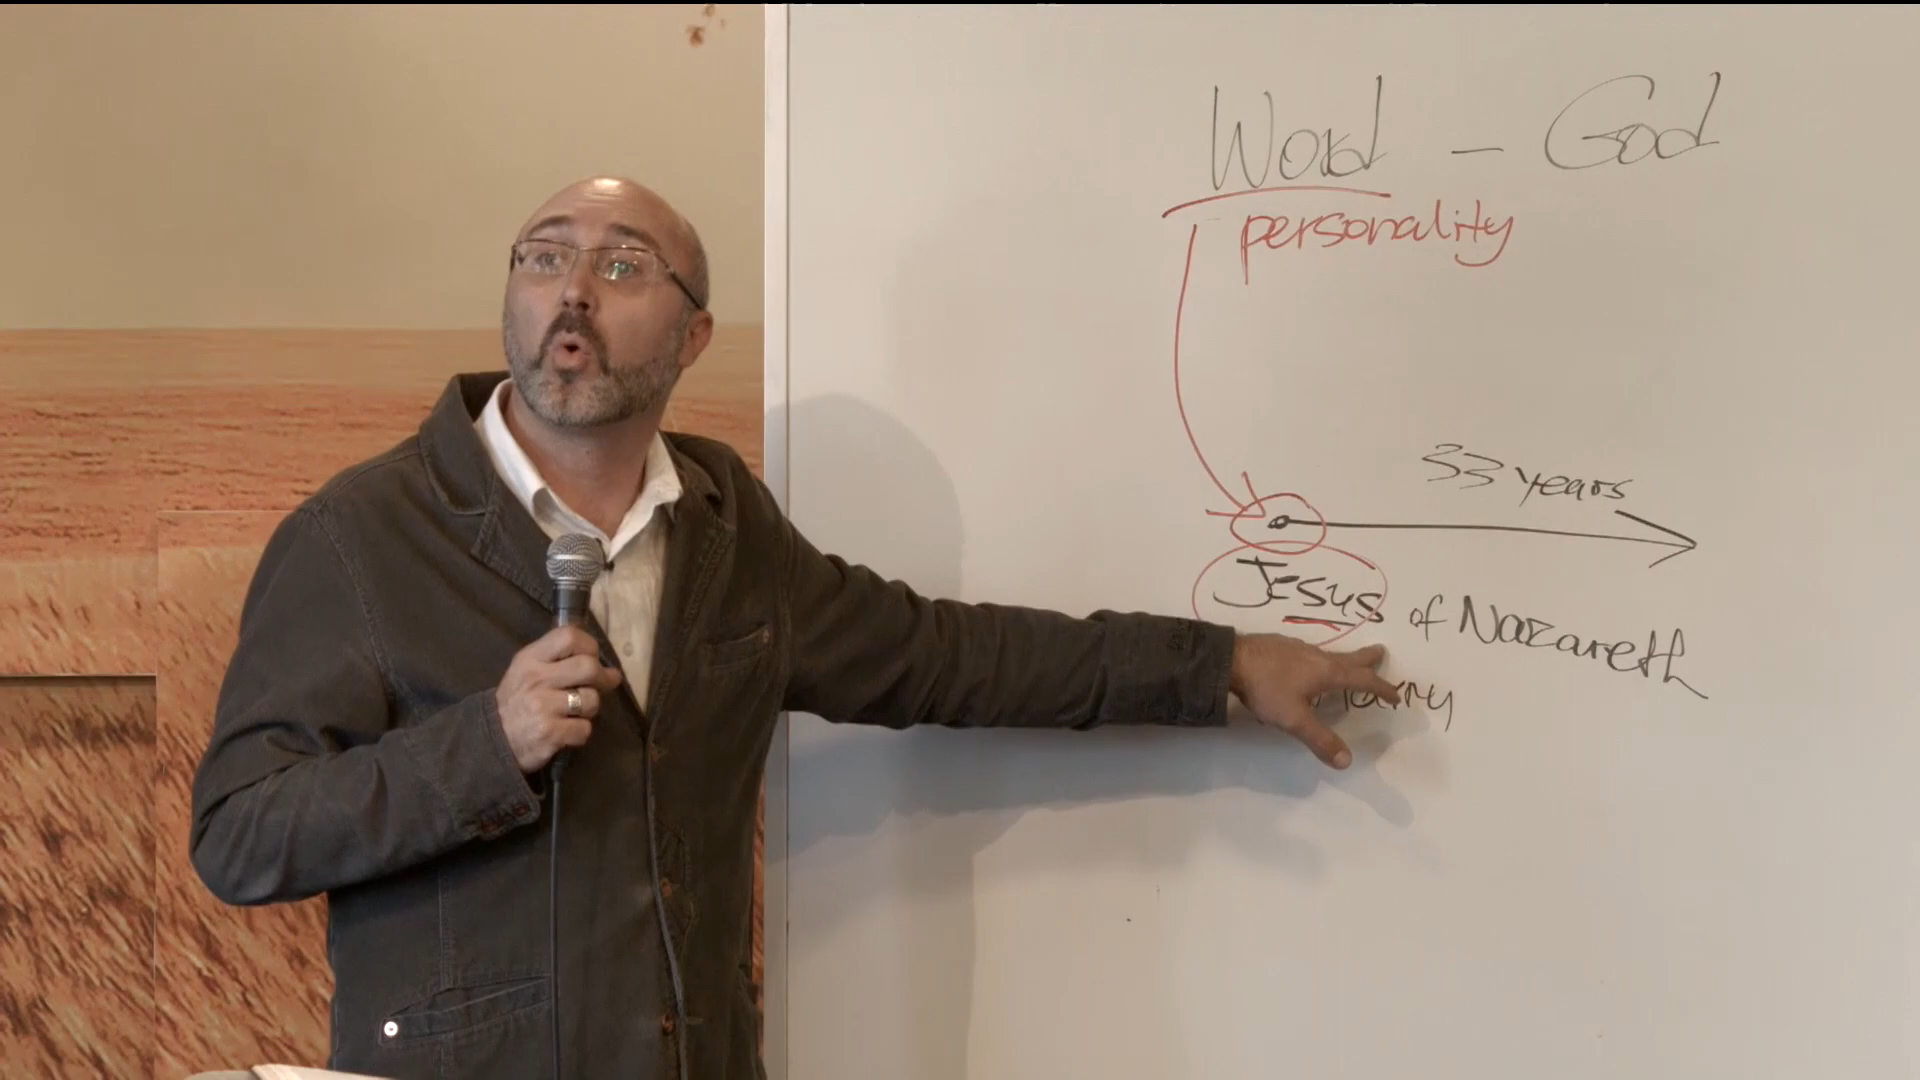 Word – God
personality
33 years
Jesus of Nazareth